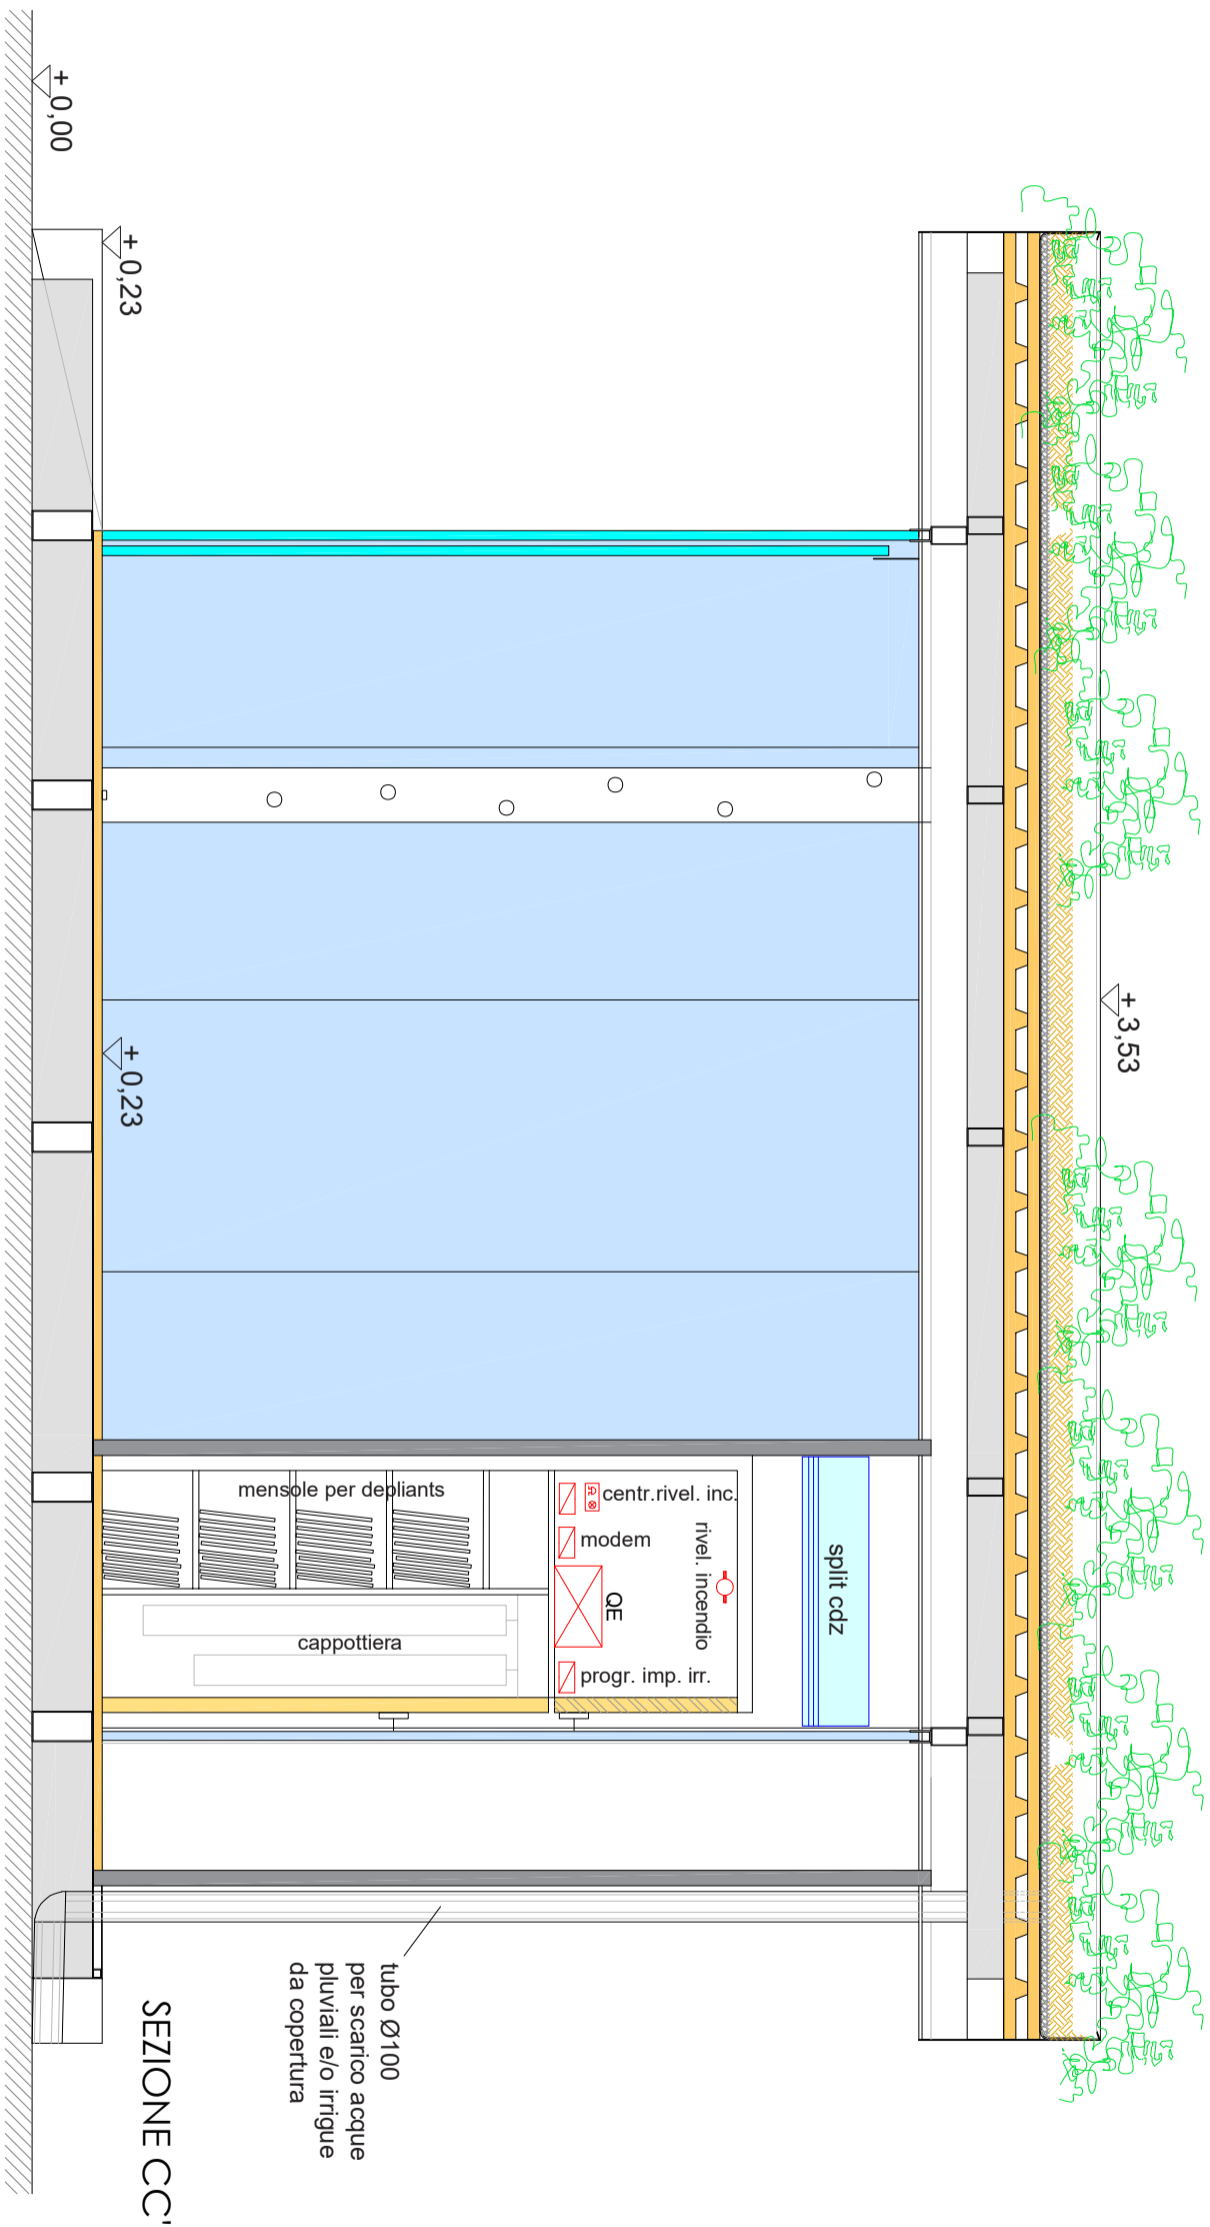 + 0,00
+ 0,23
+ 3,53
+ 0,23
mensole per depliants
cappottiera
centr.rivel. inc.
modem
rivel. incendio
QE
progr. imp. irr.
split cdz
tubo Ø100
per scarico acque
pluviali e/o irrigue
da copertura
SEZIONE CC'